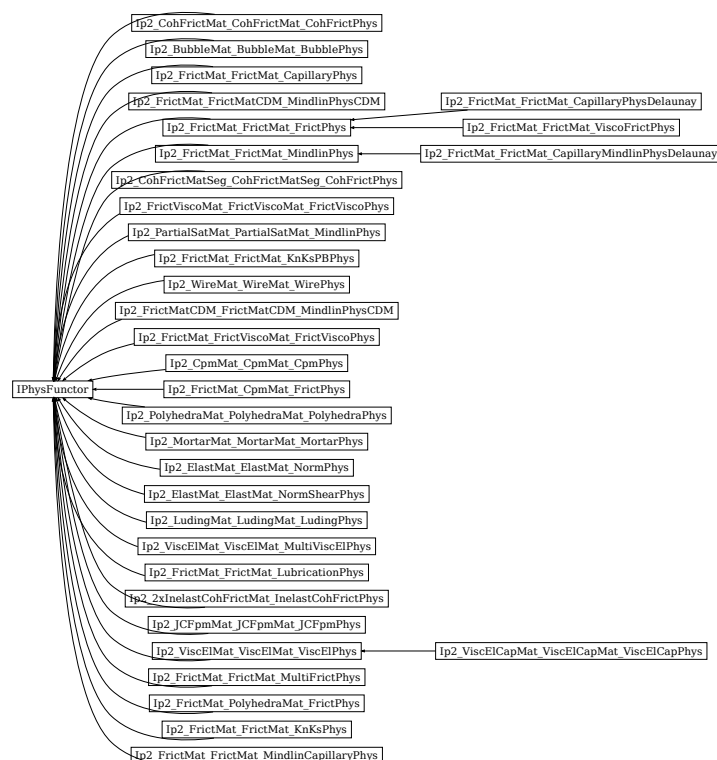 Ip2_CohFrictMat_CohFrictMat_CohFrictPhys
Ip2_BubbleMat_BubbleMat_BubblePhys
Ip2_FrictMat_FrictMat_CapillaryPhys
Ip2_FrictMat_FrictMatCDM_MindlinPhysCDM
Ip2_FrictMat_FrictMat_CapillaryPhysDelaunay
Ip2_FrictMat_FrictMat_FrictPhys
Ip2_FrictMat_FrictMat_ViscoFrictPhys
Ip2_FrictMat_FrictMat_MindlinPhys
Ip2_FrictMat_FrictMat_CapillaryMindlinPhysDelaunay
Ip2_CohFrictMatSeg_CohFrictMatSeg_CohFrictPhys
Ip2_FrictViscoMat_FrictViscoMat_FrictViscoPhys
Ip2_PartialSatMat_PartialSatMat_MindlinPhys
Ip2_FrictMat_FrictMat_KnKsPBPhys
Ip2_WireMat_WireMat_WirePhys
Ip2_FrictMatCDM_FrictMatCDM_MindlinPhysCDM
Ip2_FrictMat_FrictViscoMat_FrictViscoPhys
Ip2_CpmMat_CpmMat_CpmPhys
IPhysFunctor
Ip2_FrictMat_CpmMat_FrictPhys
Ip2_PolyhedraMat_PolyhedraMat_PolyhedraPhys
Ip2_MortarMat_MortarMat_MortarPhys
Ip2_ElastMat_ElastMat_NormPhys
Ip2_ElastMat_ElastMat_NormShearPhys
Ip2_LudingMat_LudingMat_LudingPhys
Ip2_ViscElMat_ViscElMat_MultiViscElPhys
Ip2_FrictMat_FrictMat_LubricationPhys
Ip2_2xInelastCohFrictMat_InelastCohFrictPhys
Ip2_JCFpmMat_JCFpmMat_JCFpmPhys
Ip2_ViscElMat_ViscElMat_ViscElPhys
Ip2_ViscElCapMat_ViscElCapMat_ViscElCapPhys
Ip2_FrictMat_FrictMat_MultiFrictPhys
Ip2_FrictMat_PolyhedraMat_FrictPhys
Ip2_FrictMat_FrictMat_KnKsPhys
Ip2_FrictMat_FrictMat_MindlinCapillaryPhys